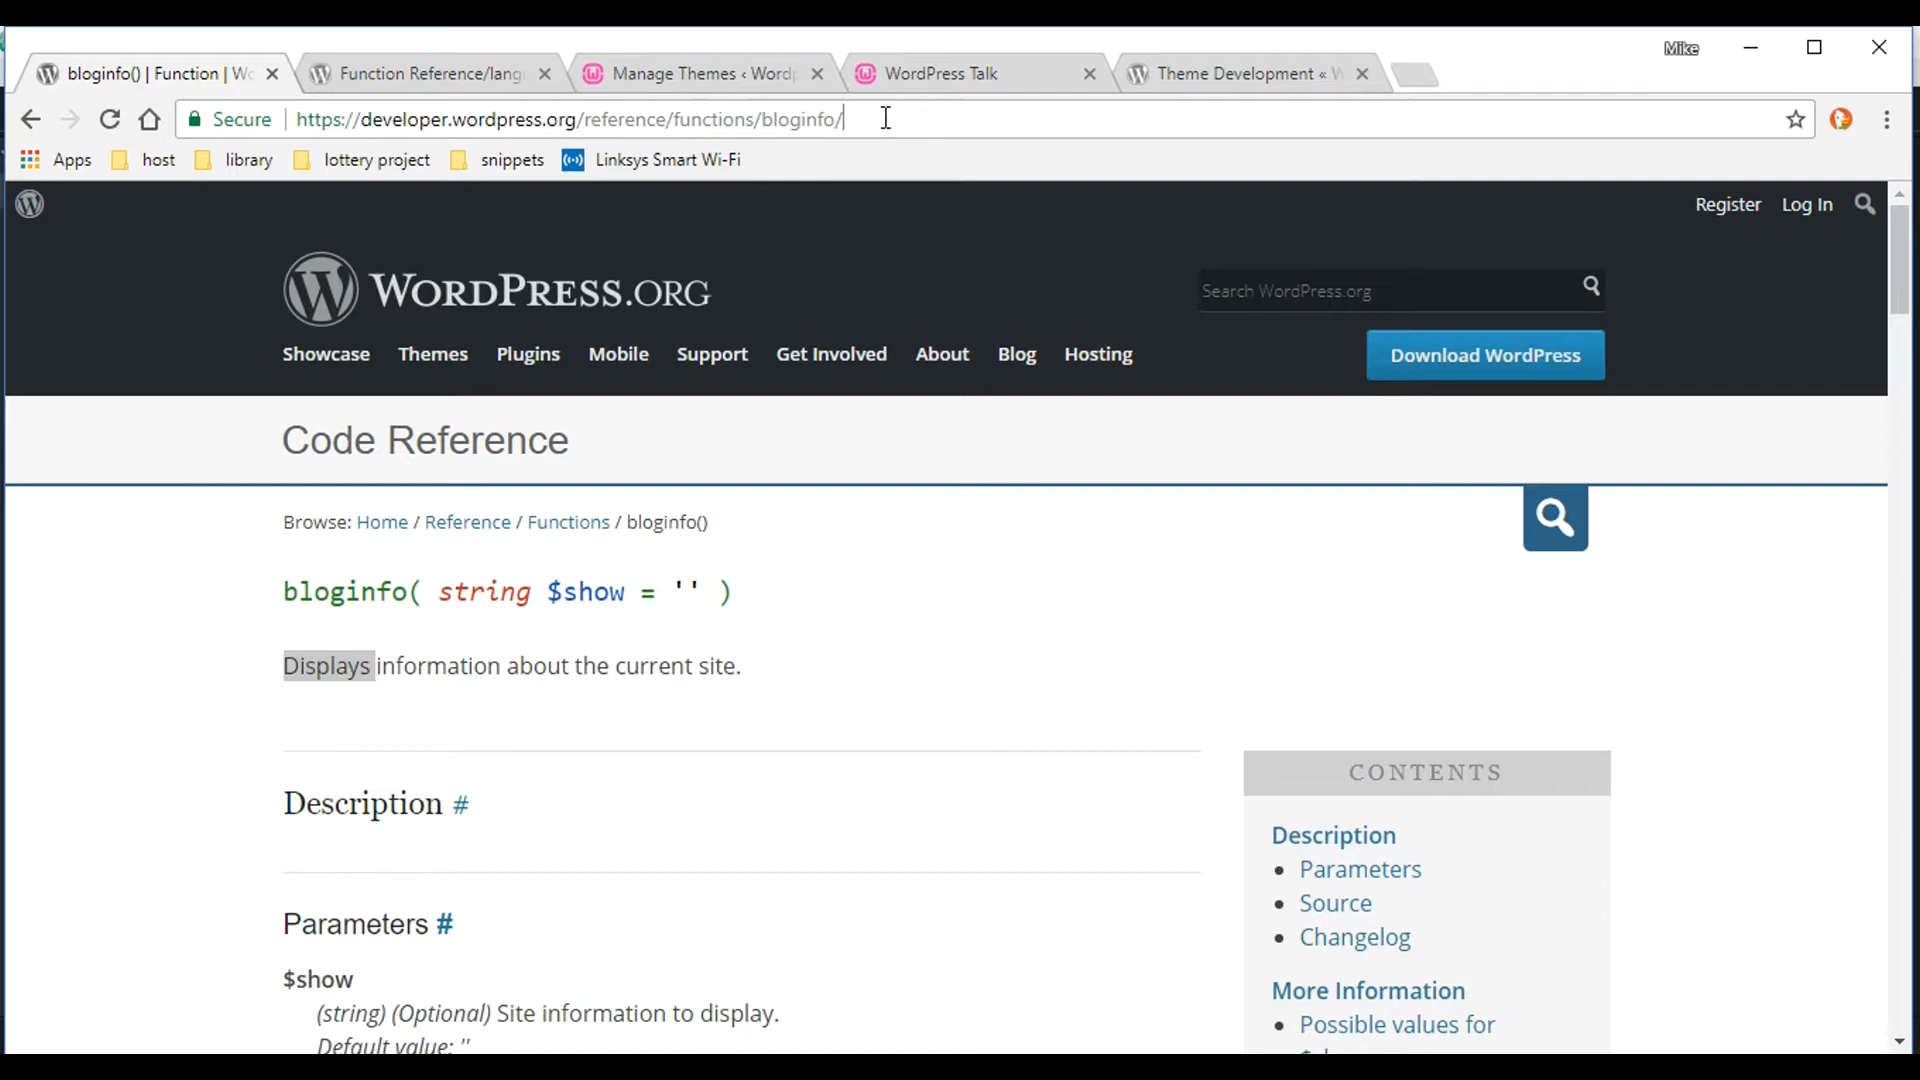 Mike
bloginfo() | Function | Wo
Function Reference/lang
Manage Themes ‹ Wordp
WordPress Talk
Theme Development « W
Secure https://developer.wordpress.org/reference/functions/bloginfo/
Apps host library lottery project snippets Linksys Smart Wi-Fi
Register Log In
WORDPRESS.ORG
Search WordPress.org
Showcase Themes Plugins Mobile Support Get Involved About Blog Hosting
Download WordPress
Code Reference
Browse: Home / Reference / Functions / bloginfo()
bloginfo( string $show = '' )
Displays information about the current site.
Description #
Parameters #
$show
(string) (Optional) Site information to display.
Default value: ''
CONTENTS
Description
Parameters
Source
Changelog
More Information
Possible values for